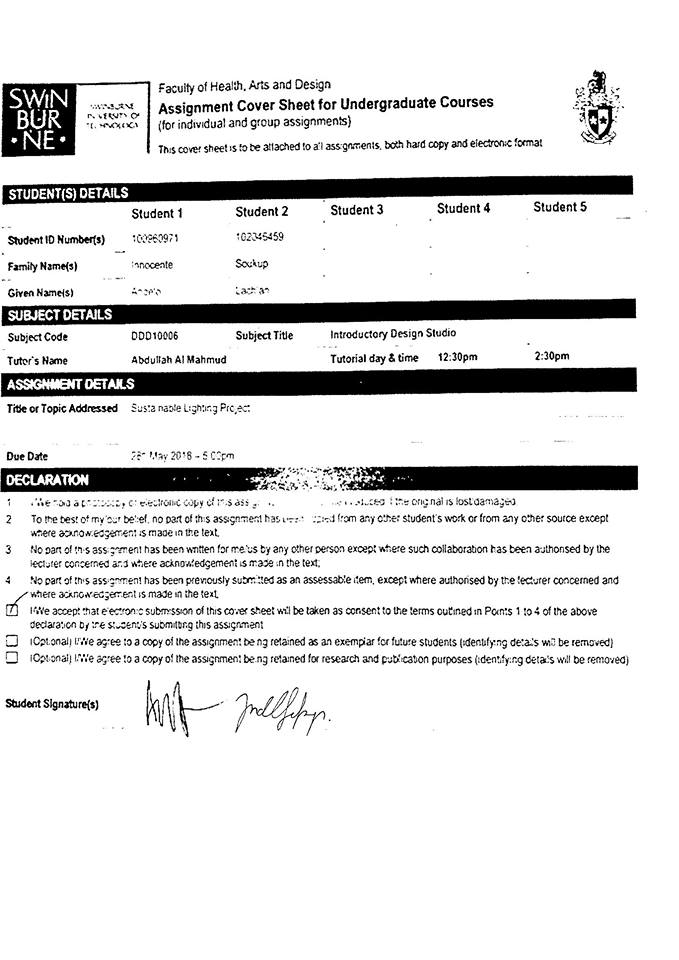 SWIN
BUR
• NE •
SWINBURNE
UNIVERSITY OF
TECHNOLOGY
Faculty of Health, Arts and Design
Assignment Cover Sheet for Undergraduate Courses
(for individual and group assignments)
This cover sheet is to be attached to all assignments, both hard copy and electronic format
STUDENT(S) DETAILS
Student 1 Student 2 Student 3 Student 4 Student 5
Student ID Number(s) 100960971 102345459
Family Name(s) Innocente Soukup
Given Name(s) Angelo Lachlan
SUBJECT DETAILS
Subject Code DDD10006 Subject Title Introductory Design Studio
Tutor's Name Abdullah Al Mahmud Tutorial day & time 12:30pm 2:30pm
ASSIGNMENT DETAILS
Title or Topic Addressed Sustainable Lighting Project
Due Date May 2018 – 5:00pm
DECLARATION
1 I/We hold a photocopy or electronic copy of this if the original is lost/damaged
2 To the best of my/our belief, no part of this assignment has been copied from any other student's work or from any other source except
where acknowledgement is made in the text.
3 No part of this assignment has been written for me/us by any other person except where such collaboration has been authorised by the
lecturer concerned and where acknowledgement is made in the text;
4 No part of this assignment has been previously submitted as an assessable item, except where authorised by the lecturer concerned and
where acknowledgement is made in the text.
I/We accept that electronic submission of this cover sheet will be taken as consent to the terms outlined in Points 1 to 4 of the above
declaration by the student/s submitting this assignment
(Optional) I/We agree to a copy of the assignment being retained as an exemplar for future students (identifying details will be removed)
(Optional) I/We agree to a copy of the assignment being retained for research and publication purposes (identifying details will be removed)
Student Signature(s)